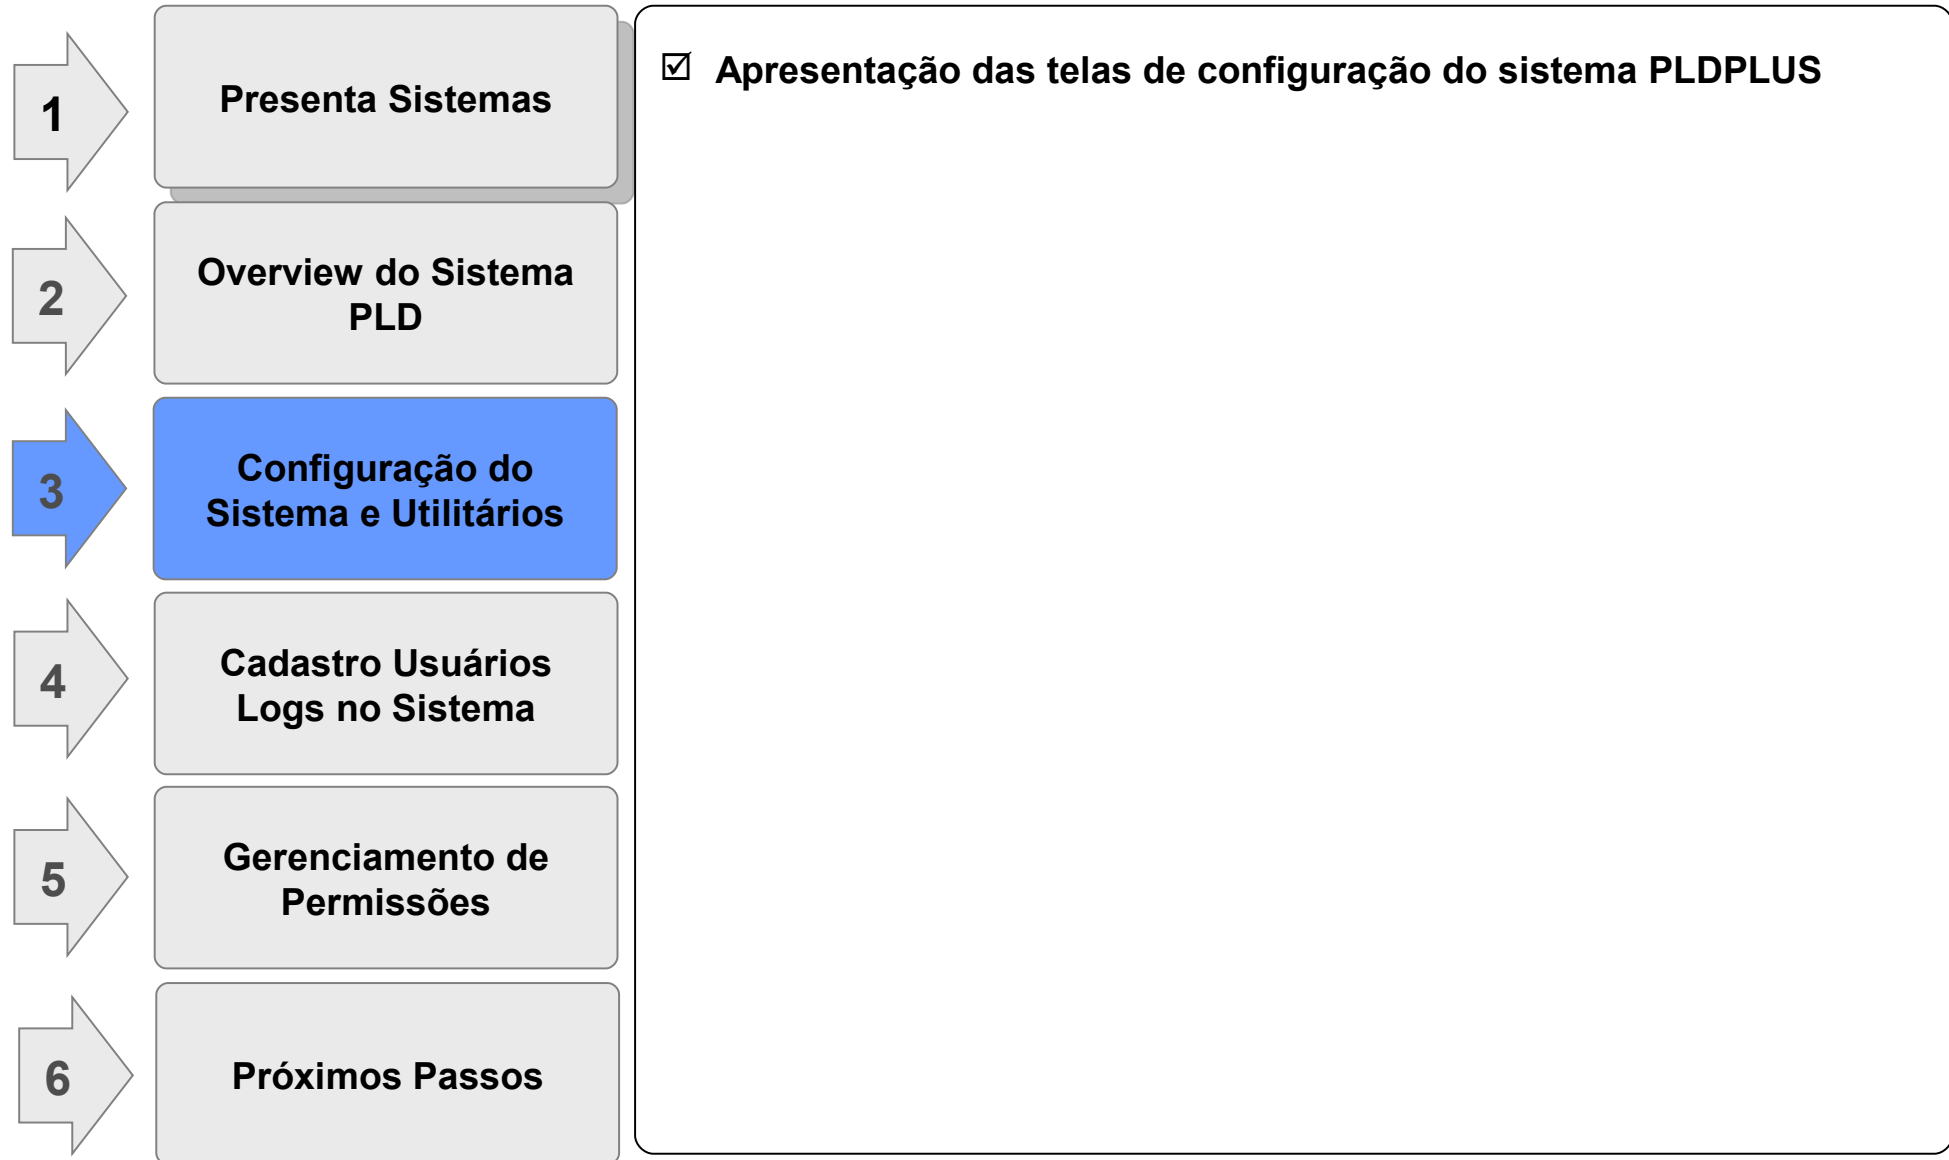 1
Presenta Sistemas
2
Overview do Sistema
PLD
3
Configuração do
Sistema e Utilitários
4
Cadastro Usuários
Logs no Sistema
5
Gerenciamento de
Permissões
6
Próximos Passos
☑ Apresentação das telas de configuração do sistema PLDPLUS